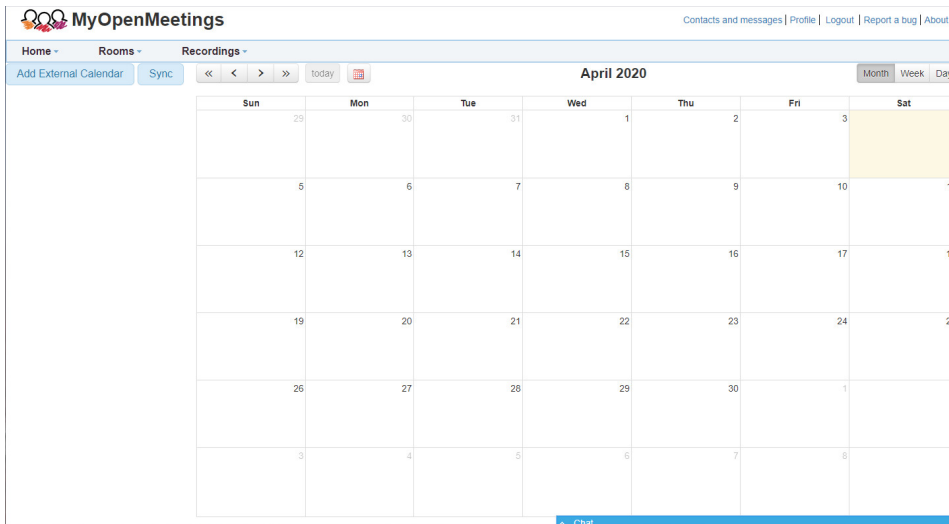 MyOpenMeetings
Contacts and messages | Profile | Logout | Report a bug | About
Home Rooms Recordings
Add External Calendar Sync « < > » today April 2020 Month Week Day
Sun Mon Tue Wed Thu Fri Sat
29 30 31 1 2 3
5 6 7 8 9 10
12 13 14 15 16 17
19 20 21 22 23 24
26 27 28 29 30 1
3 4 5 6 7 8
Chat